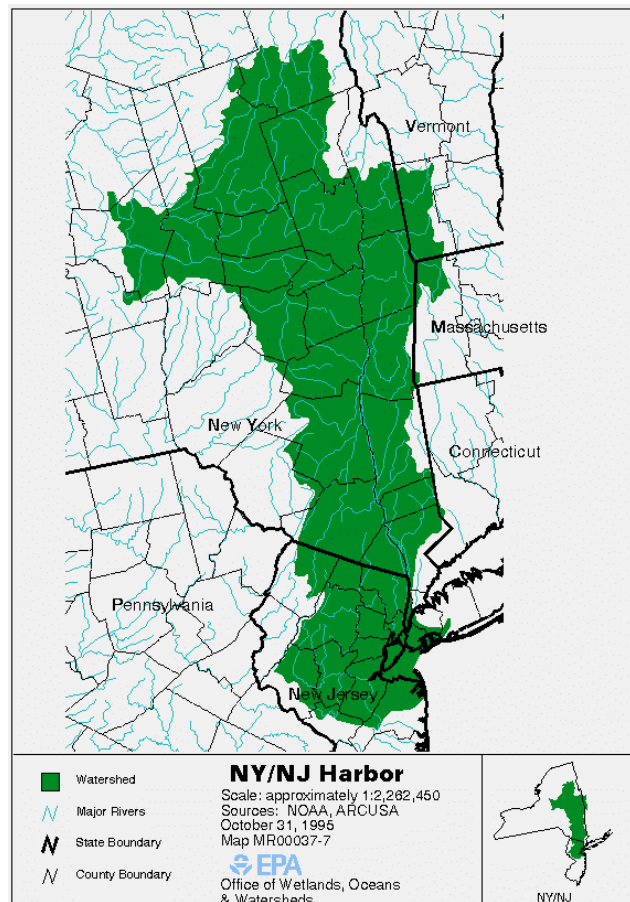 Vermont
Massachusetts
New York
Connecticut
Pennsylvania
New Jersey
Watershed
Major Rivers
State Boundary
County Boundary
NY/NJ Harbor
Scale: approximately 1:2,262,450
Sources: NOAA, ARCUSA
October 31, 1995
Map MR00037-7
EPA
Office of Wetlands, Oceans
& Watersheds
NY/NJ